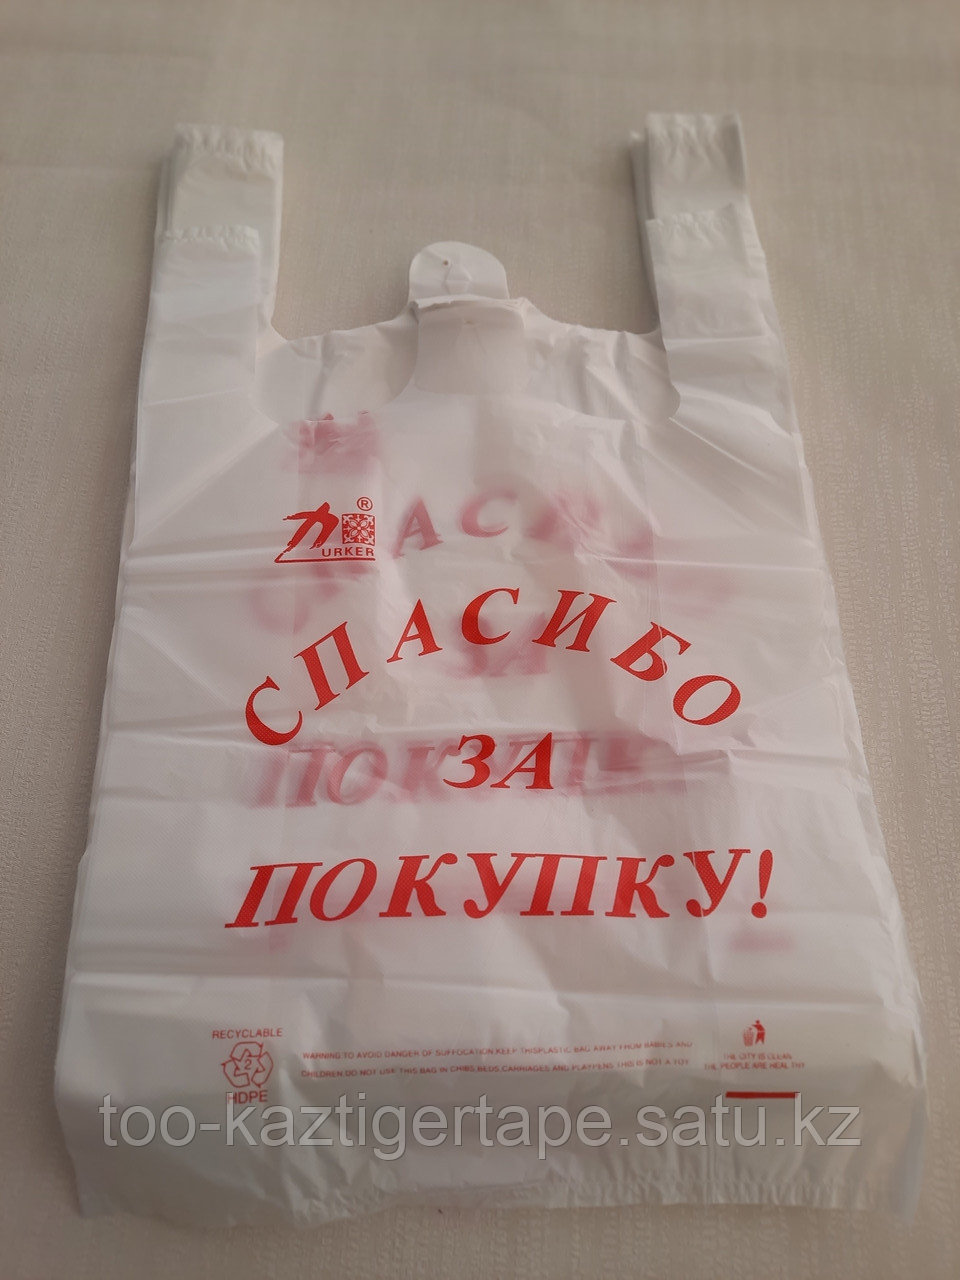 ®
URKER
СПАСИБО
ЗА
ПОКУПКУ!
RECYCLABLE
2
HDPE
WARNING TO AVOID DANGER OF SUFFOCATION.KEEP THISPLASTIC BAG AWAY FROM BABIES AND
CHILDREN.DO NOT USE THIS BAG IN CRIBS,BEDS,CARRIAGES AND PLAYPENS THIS IS NOT A TOY
THE CITY IS CLEAN
THE PEOPLE ARE HEALTHY
too-kaztigertape.satu.kz